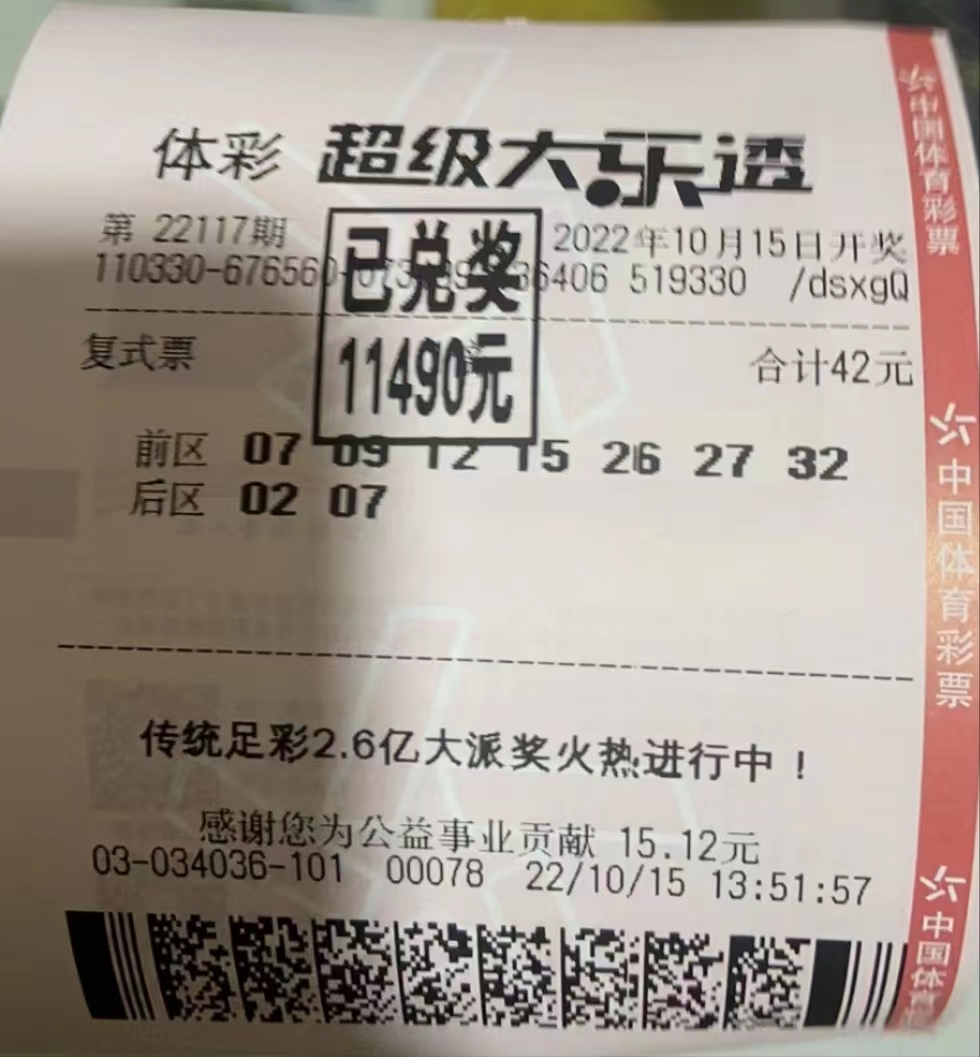 体彩 超级大乐透
第 22117期
2022年10月15日开奖
已兑奖
11490元
110330-676560 36406 519330 /dsxgQ
复式票
合计42元
前区 07 09 12 15 26 27 32
后区 02 07
传统足彩2.6亿大派奖火热进行中！
感谢您为公益事业贡献 15.12元
03-034036-101 00078 22/10/15 13:51:57
中国体育彩票
中国体育彩票
中国体育